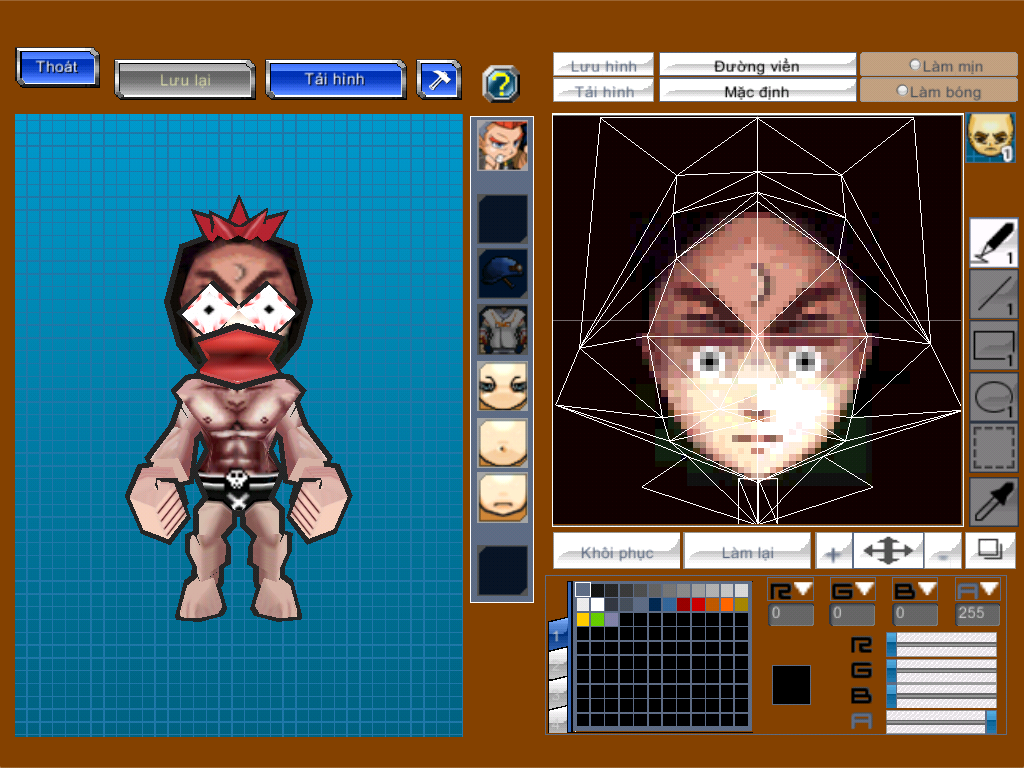 Thoát
Lưu lại
Tải hình
?
Lưu hình
Đường viền
Làm mịn
Tải hình
Mặc định
Làm bóng
1
1
1
1
1
Khôi phục
Làm lại
+
-
R G B A
0 0 0 255
1
R
G
B
A